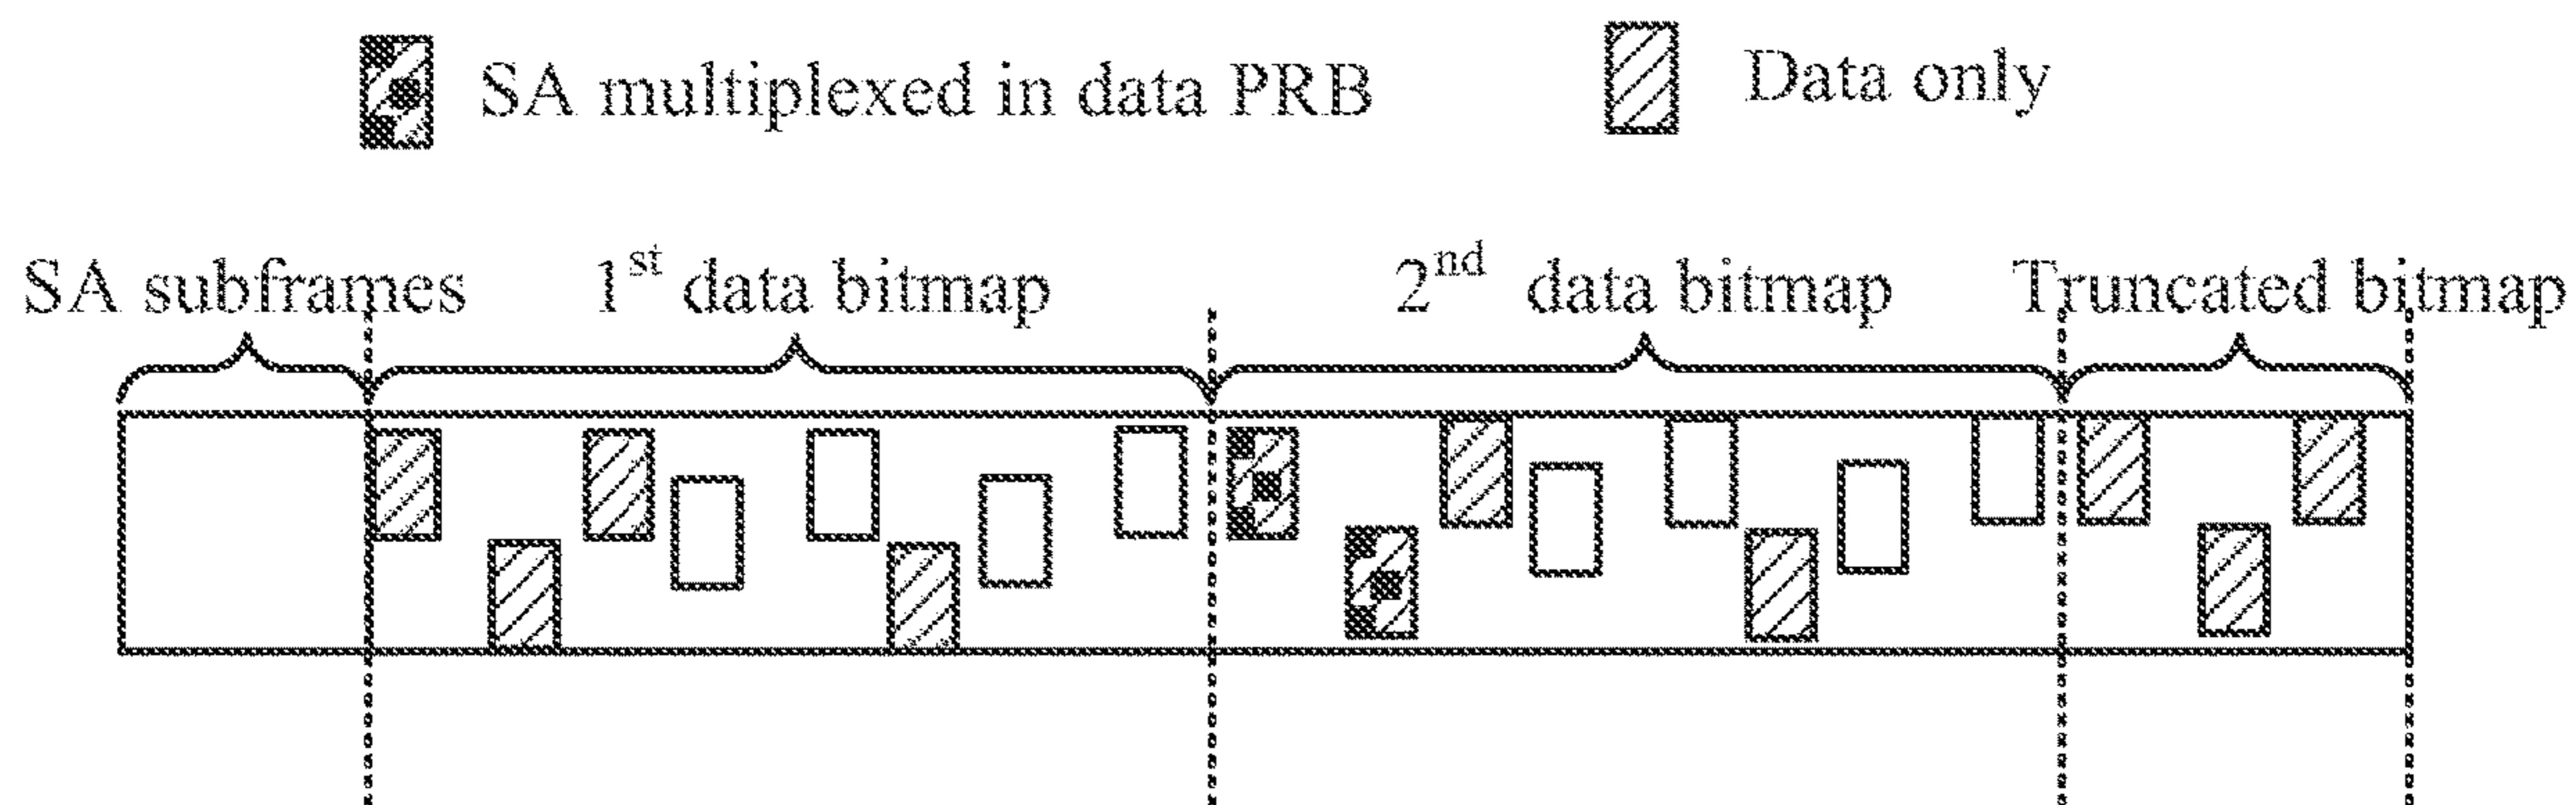 SA multiplexed in data PRB
Data only
SA subframes
1st data bitmap
2nd data bitmap
Truncated bitmap